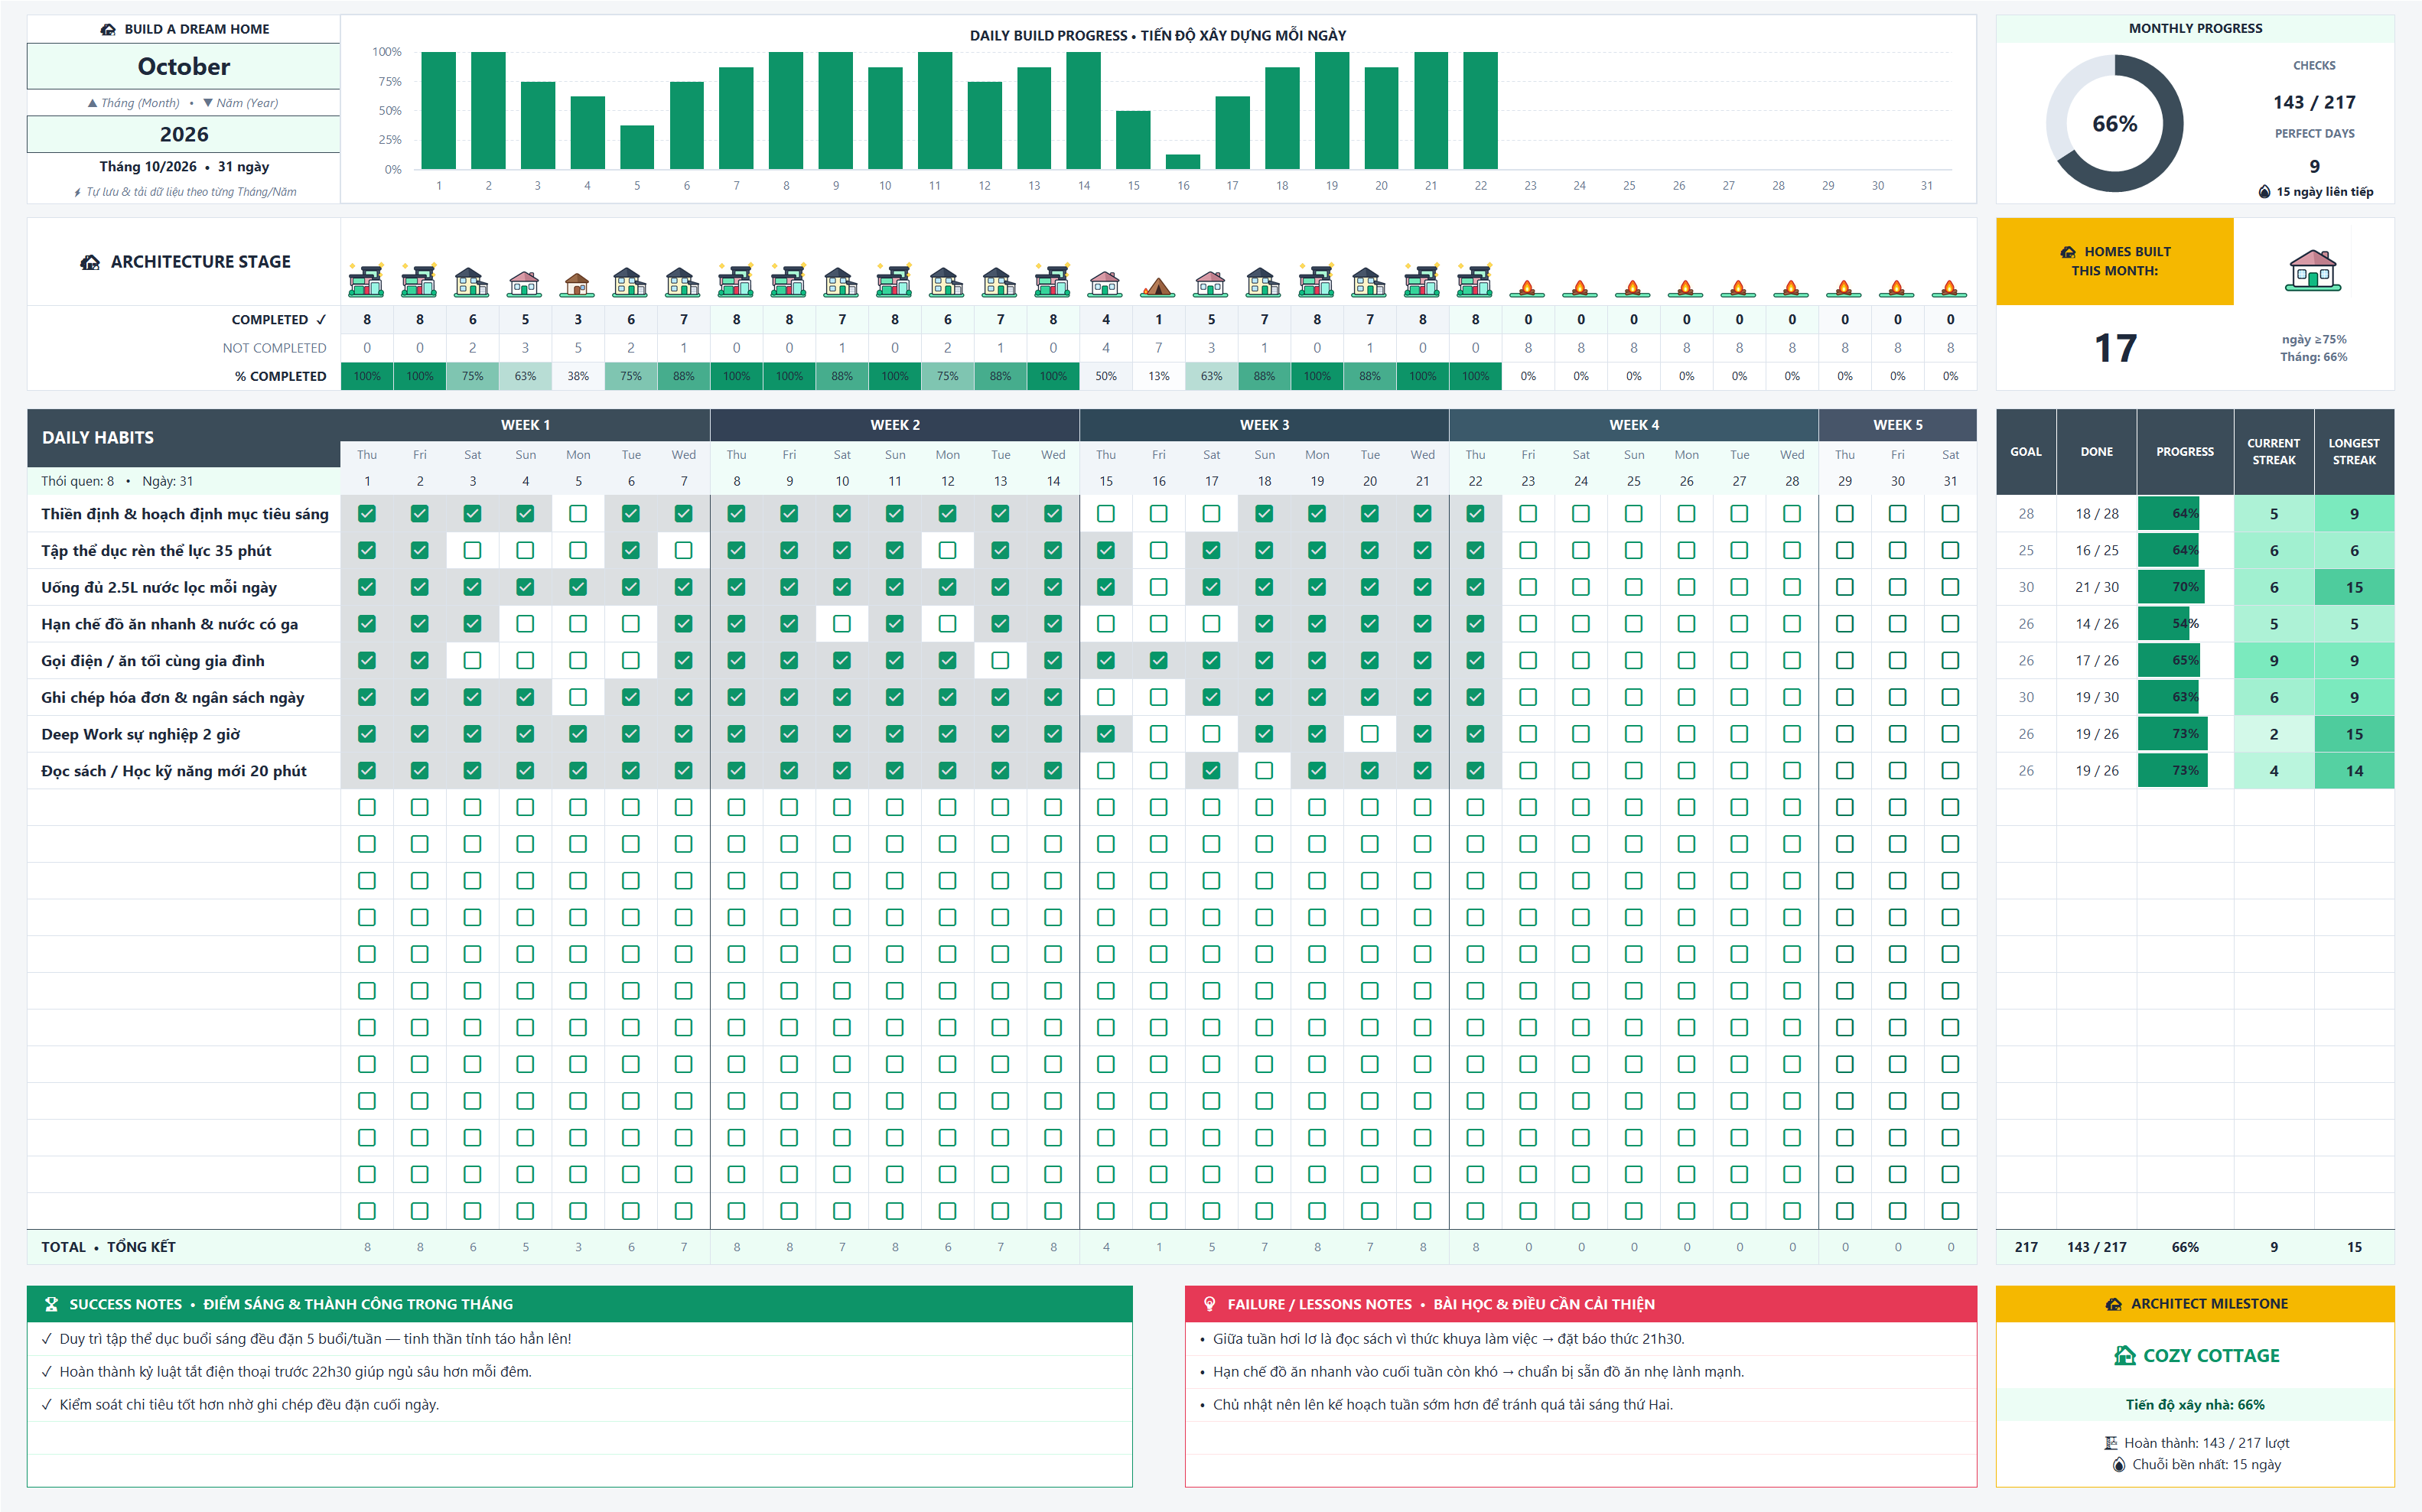 BUILD A DREAM HOME
October
▲ Tháng (Month) • ▼ Năm (Year)
2026
Tháng 10/2026 • 31 ngày
Tự lưu & tải dữ liệu theo từng Tháng/Năm
DAILY BUILD PROGRESS • TIẾN ĐỘ XÂY DỰNG MỖI NGÀY
100%
75%
50%
25%
0%
1 2 3 4 5 6 7 8 9 10 11 12 13 14 15 16 17 18 19 20 21 22 23 24 25 26 27 28 29 30 31
MONTHLY PROGRESS
66%
CHECKS
143 / 217
PERFECT DAYS
9
15 ngày liên tiếp
ARCHITECTURE STAGE
COMPLETED ✓ 8 8 6 5 3 6 7 8 8 7 8 6 7 8 4 1 5 7 8 7 8 8 0 0 0 0 0 0 0 0 0
NOT COMPLETED 0 0 2 3 5 2 1 0 0 1 0 2 1 0 4 7 3 1 0 1 0 0 8 8 8 8 8 8 8 8 8
% COMPLETED 100% 100% 75% 63% 38% 75% 88% 100% 100% 88% 100% 75% 88% 100% 50% 13% 63% 88% 100% 88% 100% 100% 0% 0% 0% 0% 0% 0% 0% 0% 0%
HOMES BUILT
THIS MONTH:
17
ngày ≥75%
Tháng: 66%
DAILY HABITS
WEEK 1 WEEK 2 WEEK 3 WEEK 4 WEEK 5
Thu Fri Sat Sun Mon Tue Wed Thu Fri Sat Sun Mon Tue Wed Thu Fri Sat Sun Mon Tue Wed Thu Fri Sat Sun Mon Tue Wed Thu Fri Sat
Thói quen: 8 • Ngày: 31
1 2 3 4 5 6 7 8 9 10 11 12 13 14 15 16 17 18 19 20 21 22 23 24 25 26 27 28 29 30 31
GOAL DONE PROGRESS CURRENT STREAK LONGEST STREAK
Thiền định & hoạch định mục tiêu sáng 28 18 / 28 64% 5 9
Tập thể dục rèn thể lực 35 phút 25 16 / 25 64% 6 6
Uống đủ 2.5L nước lọc mỗi ngày 30 21 / 30 70% 6 15
Hạn chế đồ ăn nhanh & nước có ga 26 14 / 26 54% 5 5
Gọi điện / ăn tối cùng gia đình 26 17 / 26 65% 9 9
Ghi chép hóa đơn & ngân sách ngày 30 19 / 30 63% 6 9
Deep Work sự nghiệp 2 giờ 26 19 / 26 73% 2 15
Đọc sách / Học kỹ năng mới 20 phút 26 19 / 26 73% 4 14
TOTAL • TỔNG KẾT 8 8 6 5 3 6 7 8 8 7 8 6 7 8 4 1 5 7 8 7 8 8 0 0 0 0 0 0 0 0 0 217 143 / 217 66% 9 15
SUCCESS NOTES • ĐIỂM SÁNG & THÀNH CÔNG TRONG THÁNG
✓ Duy trì tập thể dục buổi sáng đều đặn 5 buổi/tuần — tinh thần tỉnh táo hẳn lên!
✓ Hoàn thành kỷ luật tắt điện thoại trước 22h30 giúp ngủ sâu hơn mỗi đêm.
✓ Kiểm soát chi tiêu tốt hơn nhờ ghi chép đều đặn cuối ngày.
FAILURE / LESSONS NOTES • BÀI HỌC & ĐIỀU CẦN CẢI THIỆN
• Giữa tuần hơi lơ là đọc sách vì thức khuya làm việc → đặt báo thức 21h30.
• Hạn chế đồ ăn nhanh vào cuối tuần còn khó → chuẩn bị sẵn đồ ăn nhẹ lành mạnh.
• Chủ nhật nên lên kế hoạch tuần sớm hơn để tránh quá tải sáng thứ Hai.
ARCHITECT MILESTONE
COZY COTTAGE
Tiến độ xây nhà: 66%
Hoàn thành: 143 / 217 lượt
Chuỗi bền nhất: 15 ngày